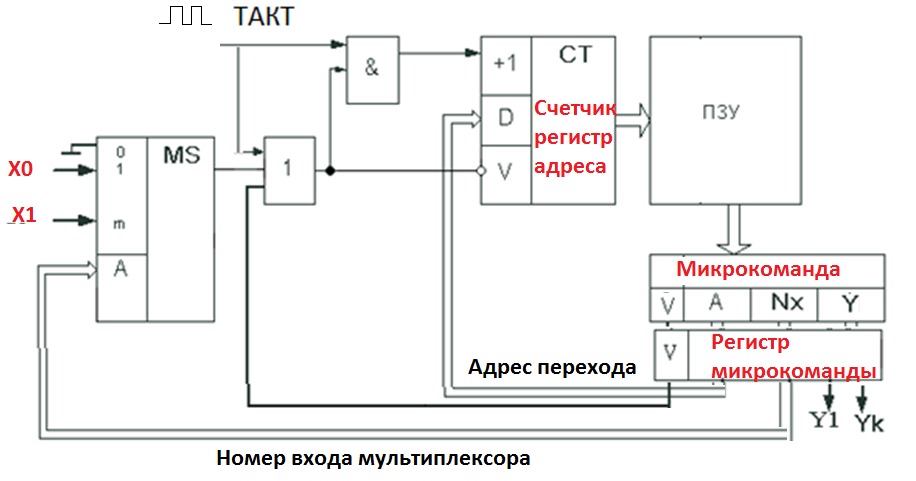 ТАКТ
&
+1
CT
D
Счетчик
регистр
адреса
V
ПЗУ
0
1
MS
X0
X1
m
A
1
Микрокоманда
V
A
Nx
Y
V
Регистр
микрокоманды
Адрес перехода
Y1
Yk
Номер входа мультиплексора